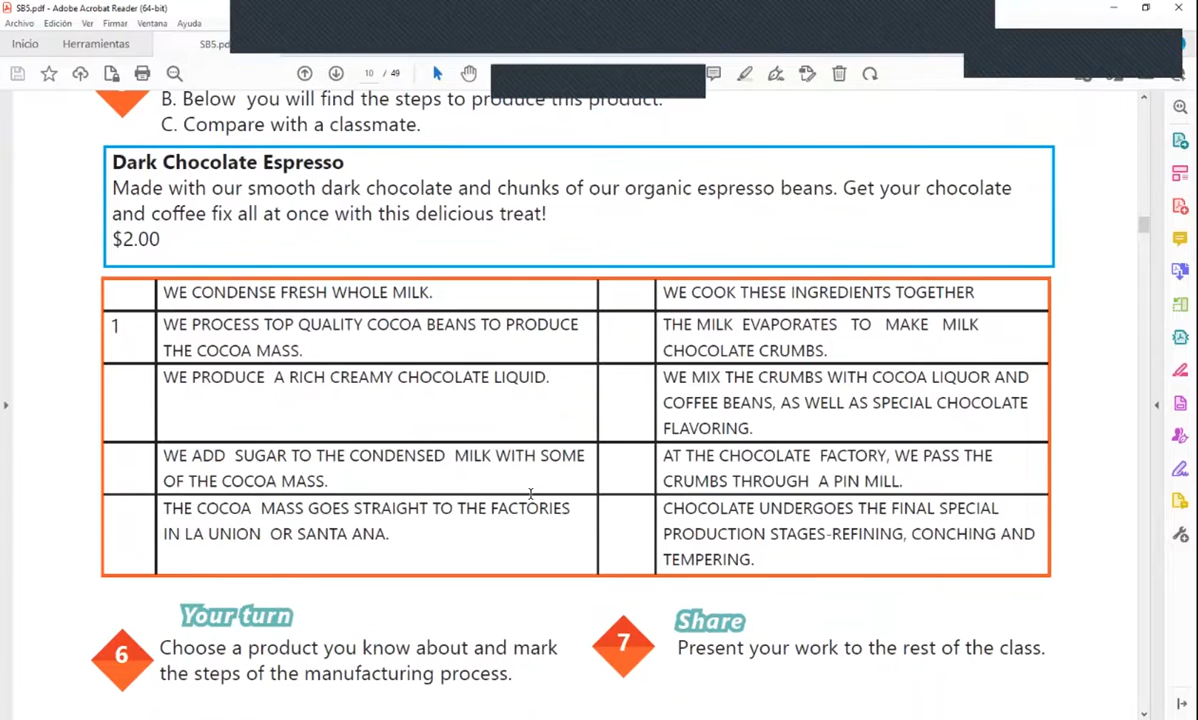 SB5.pdf - Adobe Acrobat Reader (64-bit)
Archivo Edición Ver Firmar Ventana Ayuda
Inicio Herramientas SB5.pd
10 / 49
B. Below you will find the steps to produce this product.
C. Compare with a classmate.
Dark Chocolate Espresso
Made with our smooth dark chocolate and chunks of our organic espresso beans. Get your chocolate
and coffee fix all at once with this delicious treat!
$2.00
WE CONDENSE FRESH WHOLE MILK.
WE COOK THESE INGREDIENTS TOGETHER
1 WE PROCESS TOP QUALITY COCOA BEANS TO PRODUCE
THE COCOA MASS.
THE MILK EVAPORATES TO MAKE MILK
CHOCOLATE CRUMBS.
WE PRODUCE A RICH CREAMY CHOCOLATE LIQUID.
WE MIX THE CRUMBS WITH COCOA LIQUOR AND
COFFEE BEANS, AS WELL AS SPECIAL CHOCOLATE
FLAVORING.
WE ADD SUGAR TO THE CONDENSED MILK WITH SOME
OF THE COCOA MASS.
AT THE CHOCOLATE FACTORY, WE PASS THE
CRUMBS THROUGH A PIN MILL.
THE COCOA MASS GOES STRAIGHT TO THE FACTORIES
IN LA UNION OR SANTA ANA.
CHOCOLATE UNDERGOES THE FINAL SPECIAL
PRODUCTION STAGES-REFINING, CONCHING AND
TEMPERING.
Your turn
6 Choose a product you know about and mark
the steps of the manufacturing process.
Share
7 Present your work to the rest of the class.